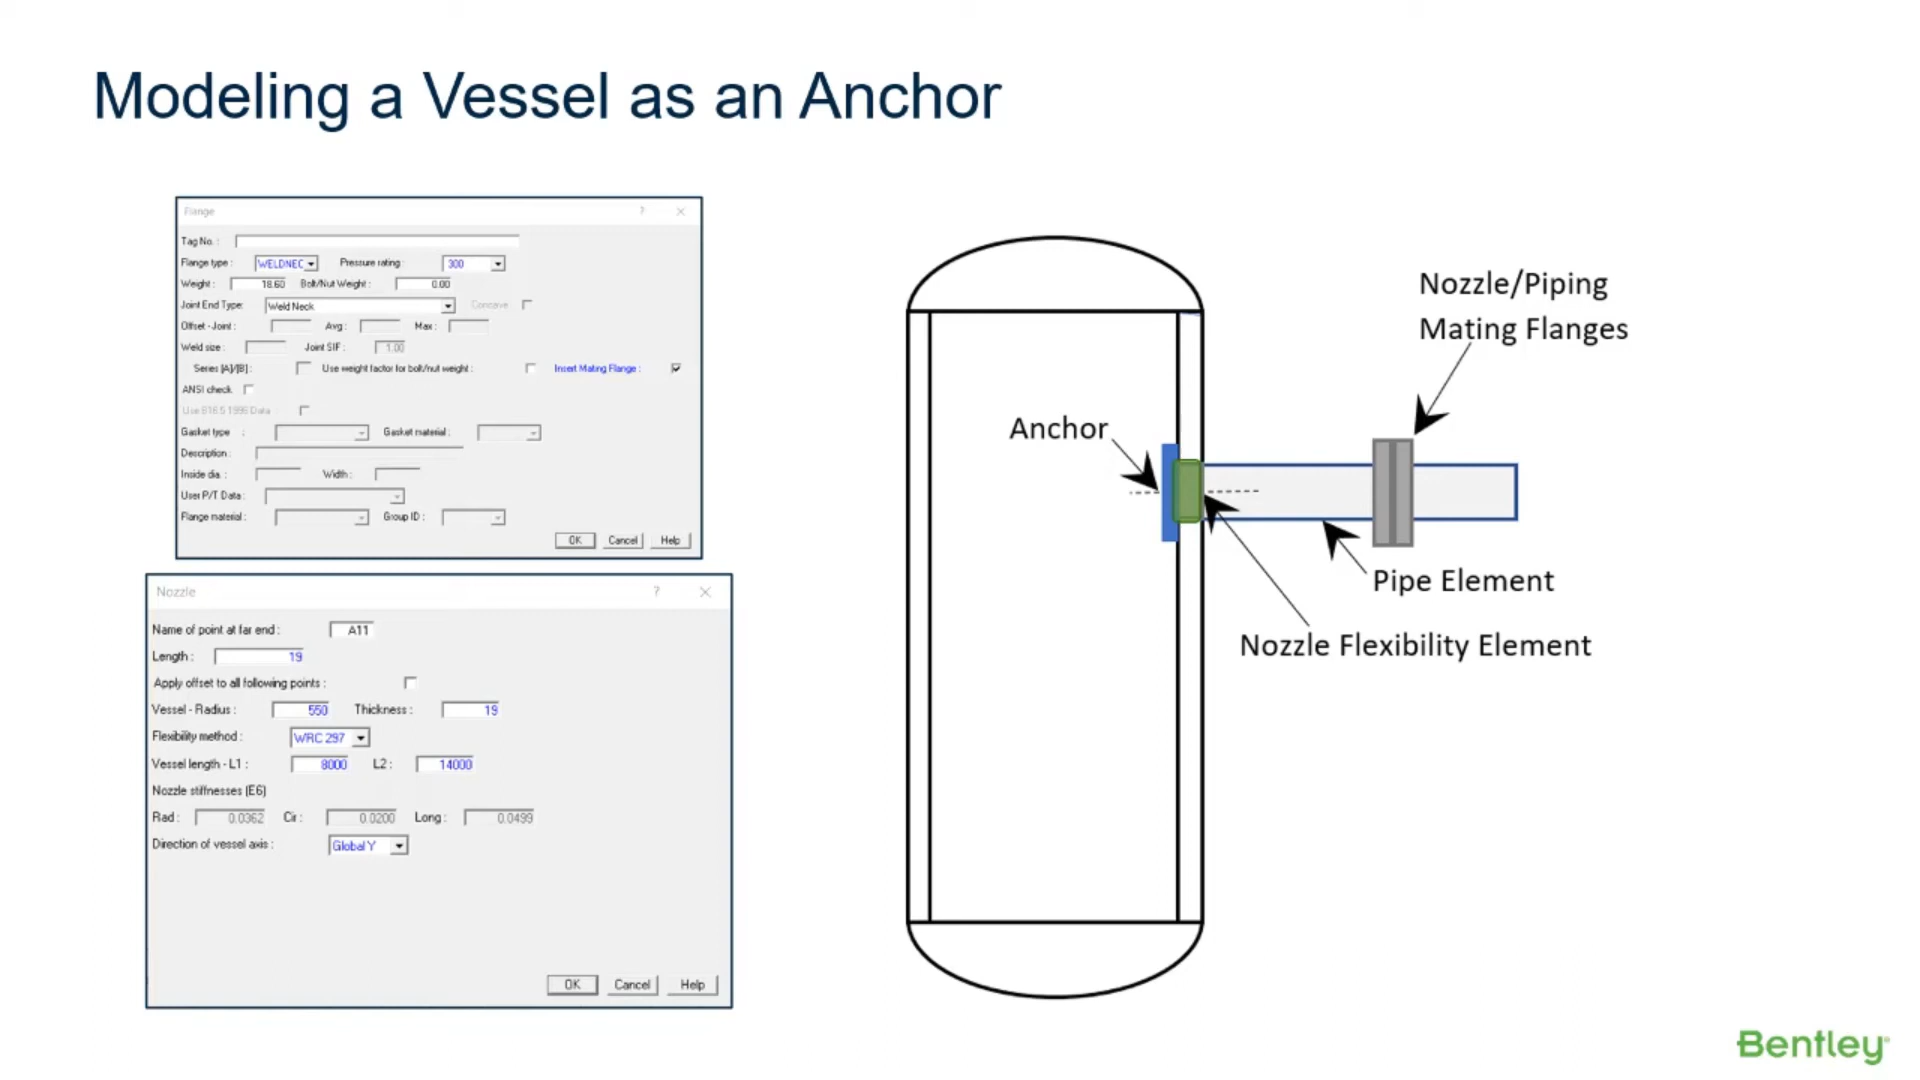 Modeling a Vessel as an Anchor
Flange ? ×
Tag No. :
Flange type : WELDNEC Pressure rating : 300
Weight : 18.60 Bolt/Nut Weight : 0.00
Joint End Type: Weld Neck Concave
Offset - Joint : Avg : Max :
Weld size : Joint SIF : 1.00
Series [A]/[B] : Use weight factor for bolt/nut weight : Insert Mating Flange :
ANSI check
Use B16.5 1996 Data
Gasket type : Gasket material :
Description :
Inside dia. : Width :
User P/T Data :
Flange material : Group ID :
OK Cancel Help
Nozzle ? ×
Name of point at far end : A11
Length : 19
Apply offset to all following points :
Vessel - Radius : 550 Thickness : 19
Flexibility method : WRC 297
Vessel length - L1 : 8000 L2 : 14000
Nozzle stiffnesses (E6)
Rad : 0.0362 Cir : 0.0200 Long : 0.0499
Direction of vessel axis : Global Y
OK Cancel Help
Nozzle/Piping
Mating Flanges
Anchor
Pipe Element
Nozzle Flexibility Element
Bentley®